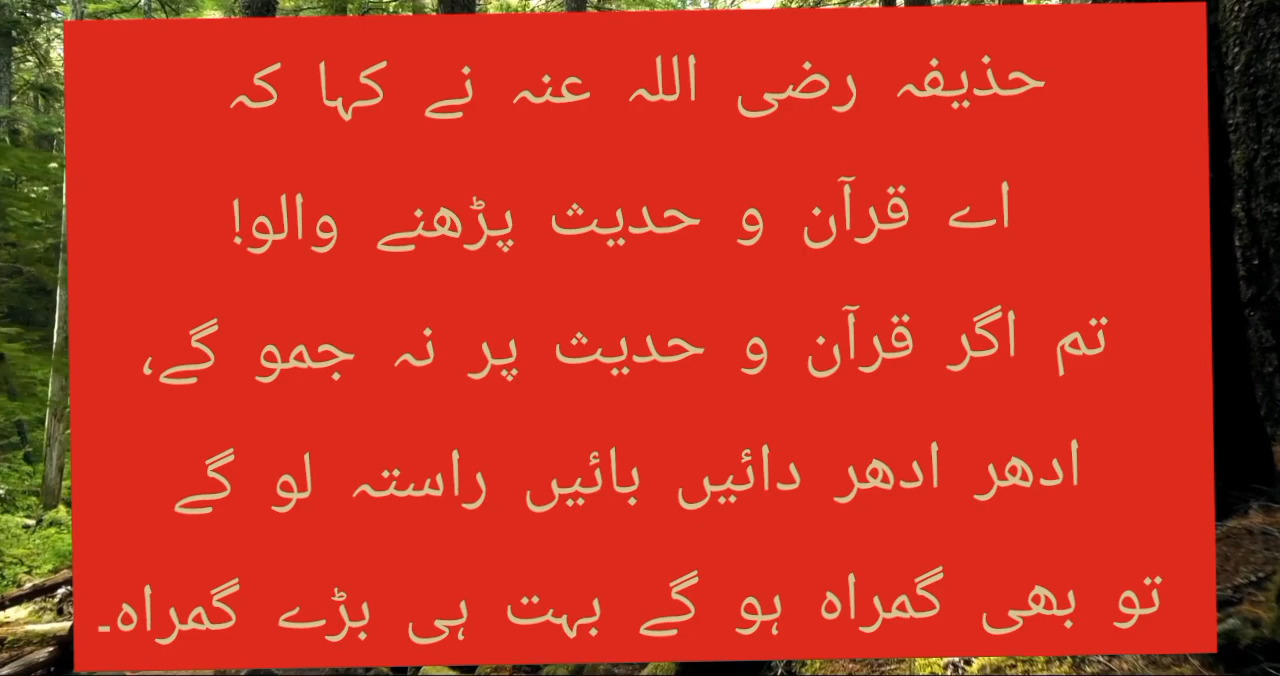 حذیفہ رضی اللہ عنہ نے کہا کہ
اے قرآن و حدیث پڑھنے والو!
تم اگر قرآن و حدیث پر نہ جمو گے،
ادھر ادھر دائیں بائیں راستہ لو گے
تو بھی گمراہ ہو گے بہت ہی بڑے گمراہ۔